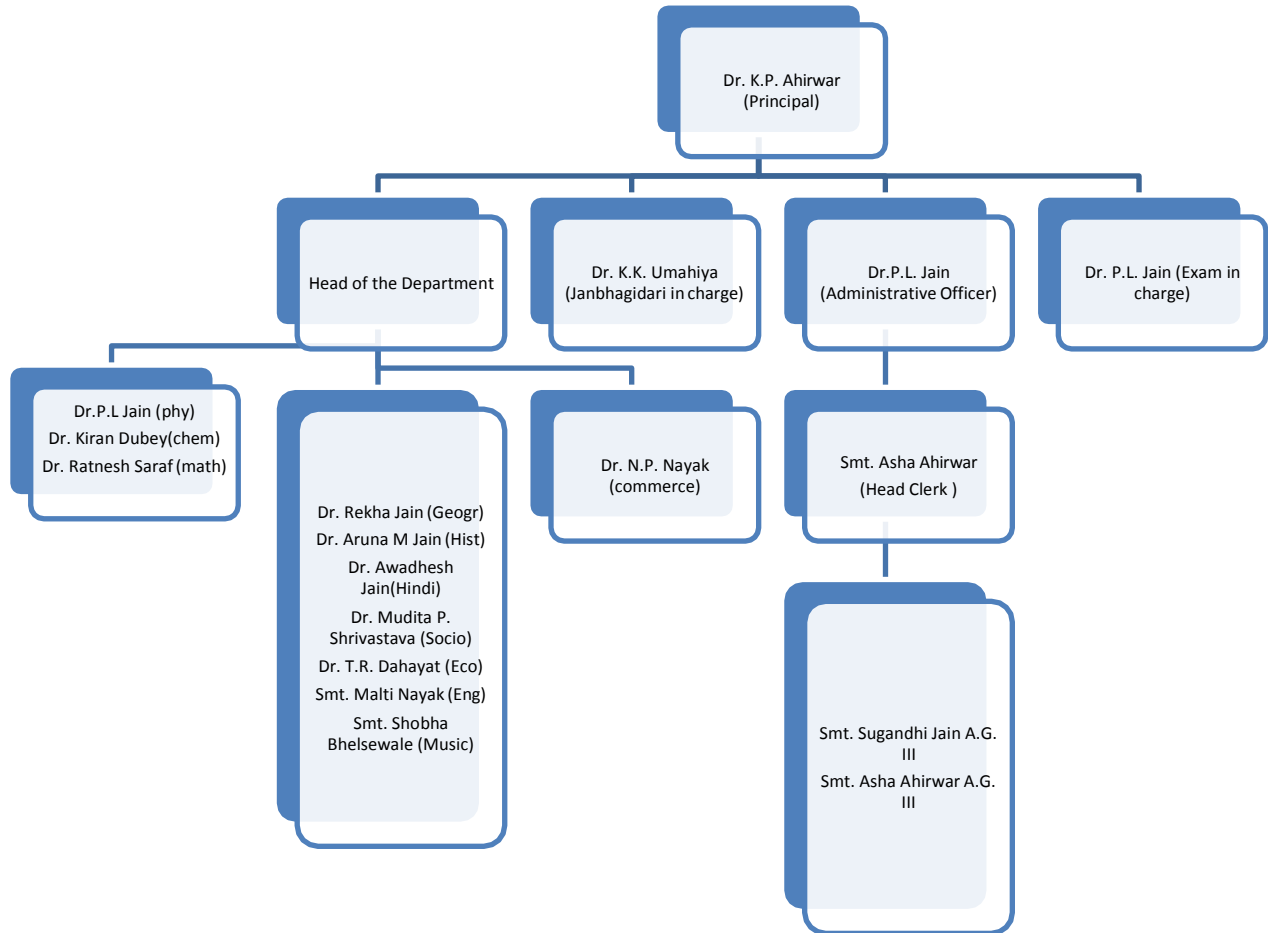 Dr. K.P. Ahirwar
(Principal)
Head of the Department
Dr. K.K. Umahiya
(Janbhagidari in charge)
Dr.P.L. Jain
(Administrative Officer)
Dr. P.L. Jain (Exam in
charge)
Dr.P.L Jain (phy)
Dr. Kiran Dubey(chem)
Dr. Ratnesh Saraf (math)
Dr. Rekha Jain (Geogr)
Dr. Aruna M Jain (Hist)
Dr. Awadhesh
Jain(Hindi)
Dr. Mudita P.
Shrivastava (Socio)
Dr. T.R. Dahayat (Eco)
Smt. Malti Nayak (Eng)
Smt. Shobha
Bhelsewale (Music)
Dr. N.P. Nayak
(commerce)
Smt. Asha Ahirwar
(Head Clerk )
Smt. Sugandhi Jain A.G.
III
Smt. Asha Ahirwar A.G.
III